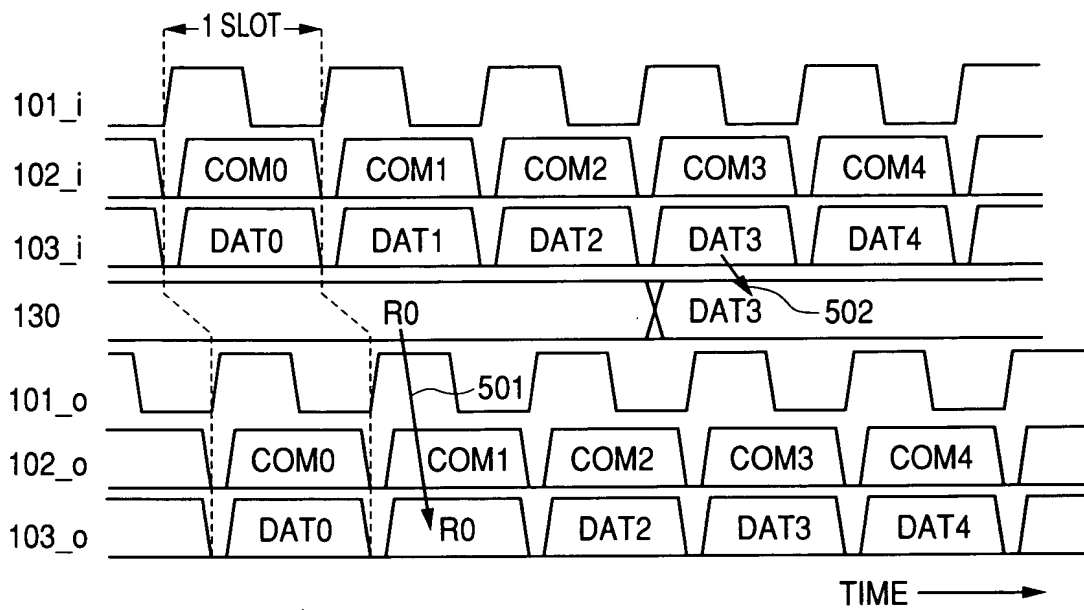 1 SLOT
101_i
102_i COM0 COM1 COM2 COM3 COM4
103_i DAT0 DAT1 DAT2 DAT3 DAT4
130 R0 DAT3 502
101_o 501
102_o COM0 COM1 COM2 COM3 COM4
103_o DAT0 R0 DAT2 DAT3 DAT4
TIME